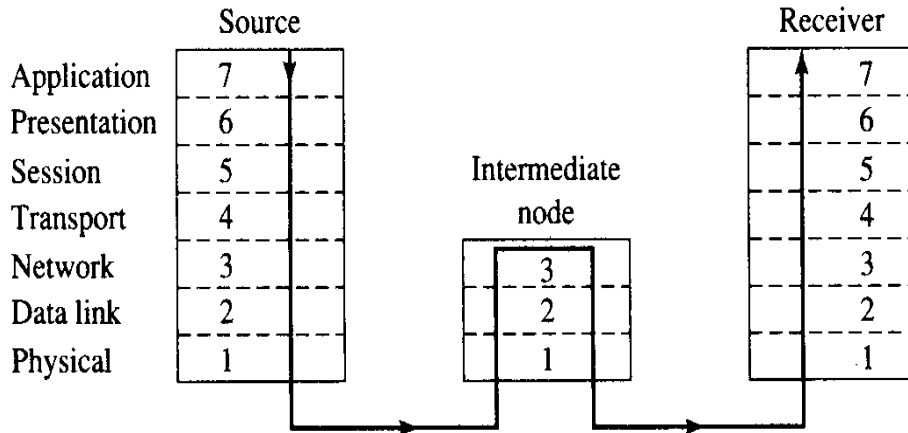 Source
Receiver
Application 7 7
Presentation 6 6
Session 5 5
Intermediate
node
Transport 4 4
Network 3 3 3
Data link 2 2 2
Physical 1 1 1